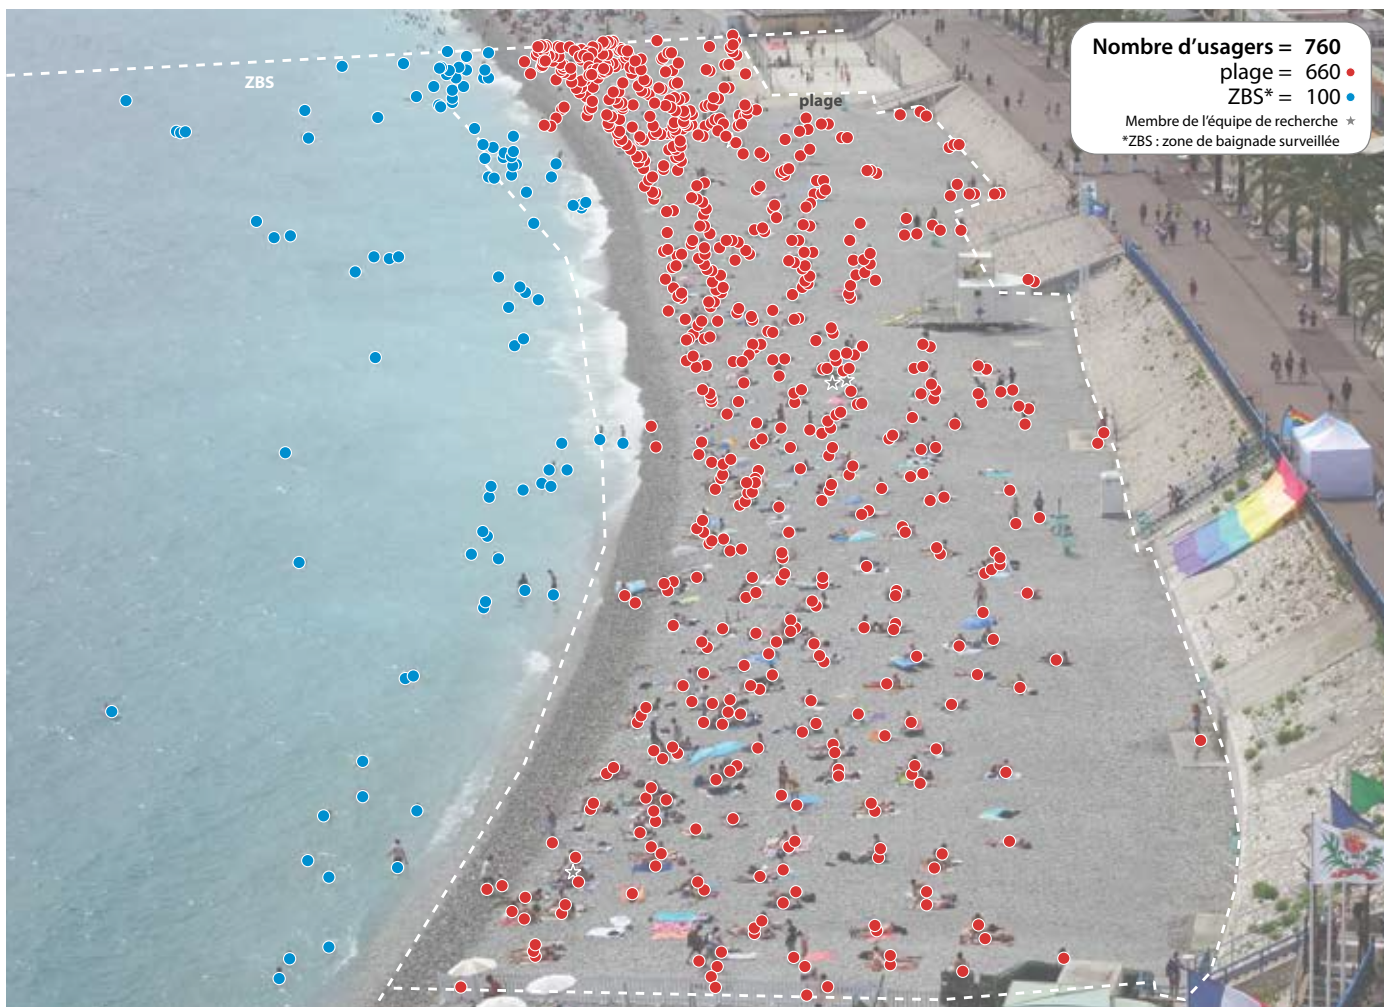 Nombre d’usagers = 760
plage = 660
ZBS* = 100
Membre de l’équipe de recherche
*ZBS : zone de baignade surveillée
ZBS
plage